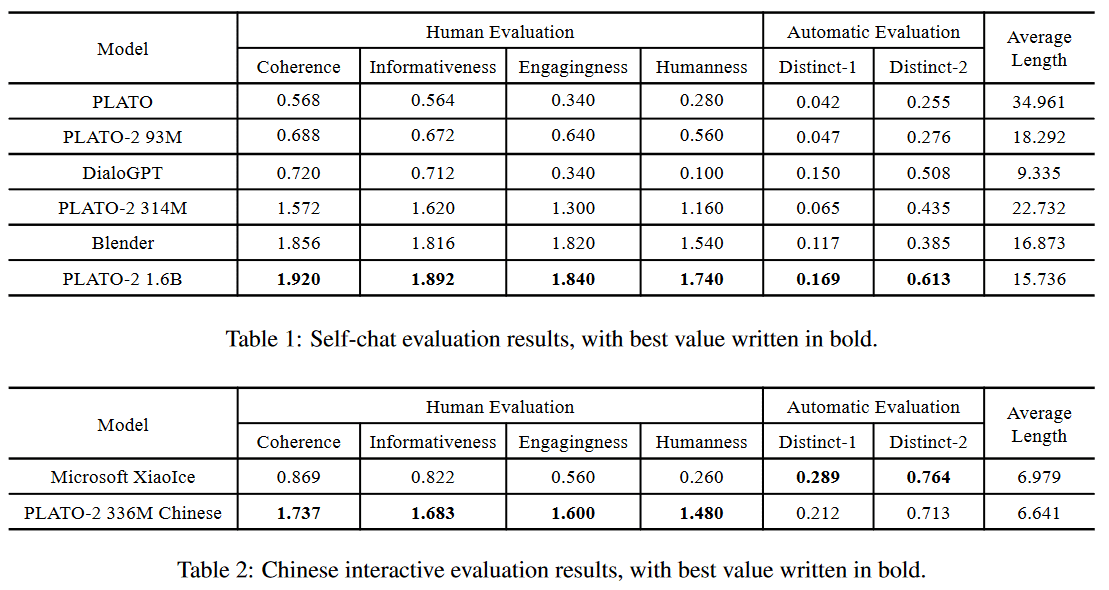 Model Human Evaluation Automatic Evaluation Average Length
Coherence Informativeness Engagingness Humanness Distinct-1 Distinct-2
PLATO 0.568 0.564 0.340 0.280 0.042 0.255 34.961
PLATO-2 93M 0.688 0.672 0.640 0.560 0.047 0.276 18.292
DialoGPT 0.720 0.712 0.340 0.100 0.150 0.508 9.335
PLATO-2 314M 1.572 1.620 1.300 1.160 0.065 0.435 22.732
Blender 1.856 1.816 1.820 1.540 0.117 0.385 16.873
PLATO-2 1.6B 1.920 1.892 1.840 1.740 0.169 0.613 15.736
Table 1: Self-chat evaluation results, with best value written in bold.
Model Human Evaluation Automatic Evaluation Average Length
Coherence Informativeness Engagingness Humanness Distinct-1 Distinct-2
Microsoft XiaoIce 0.869 0.822 0.560 0.260 0.289 0.764 6.979
PLATO-2 336M Chinese 1.737 1.683 1.600 1.480 0.212 0.713 6.641
Table 2: Chinese interactive evaluation results, with best value written in bold.